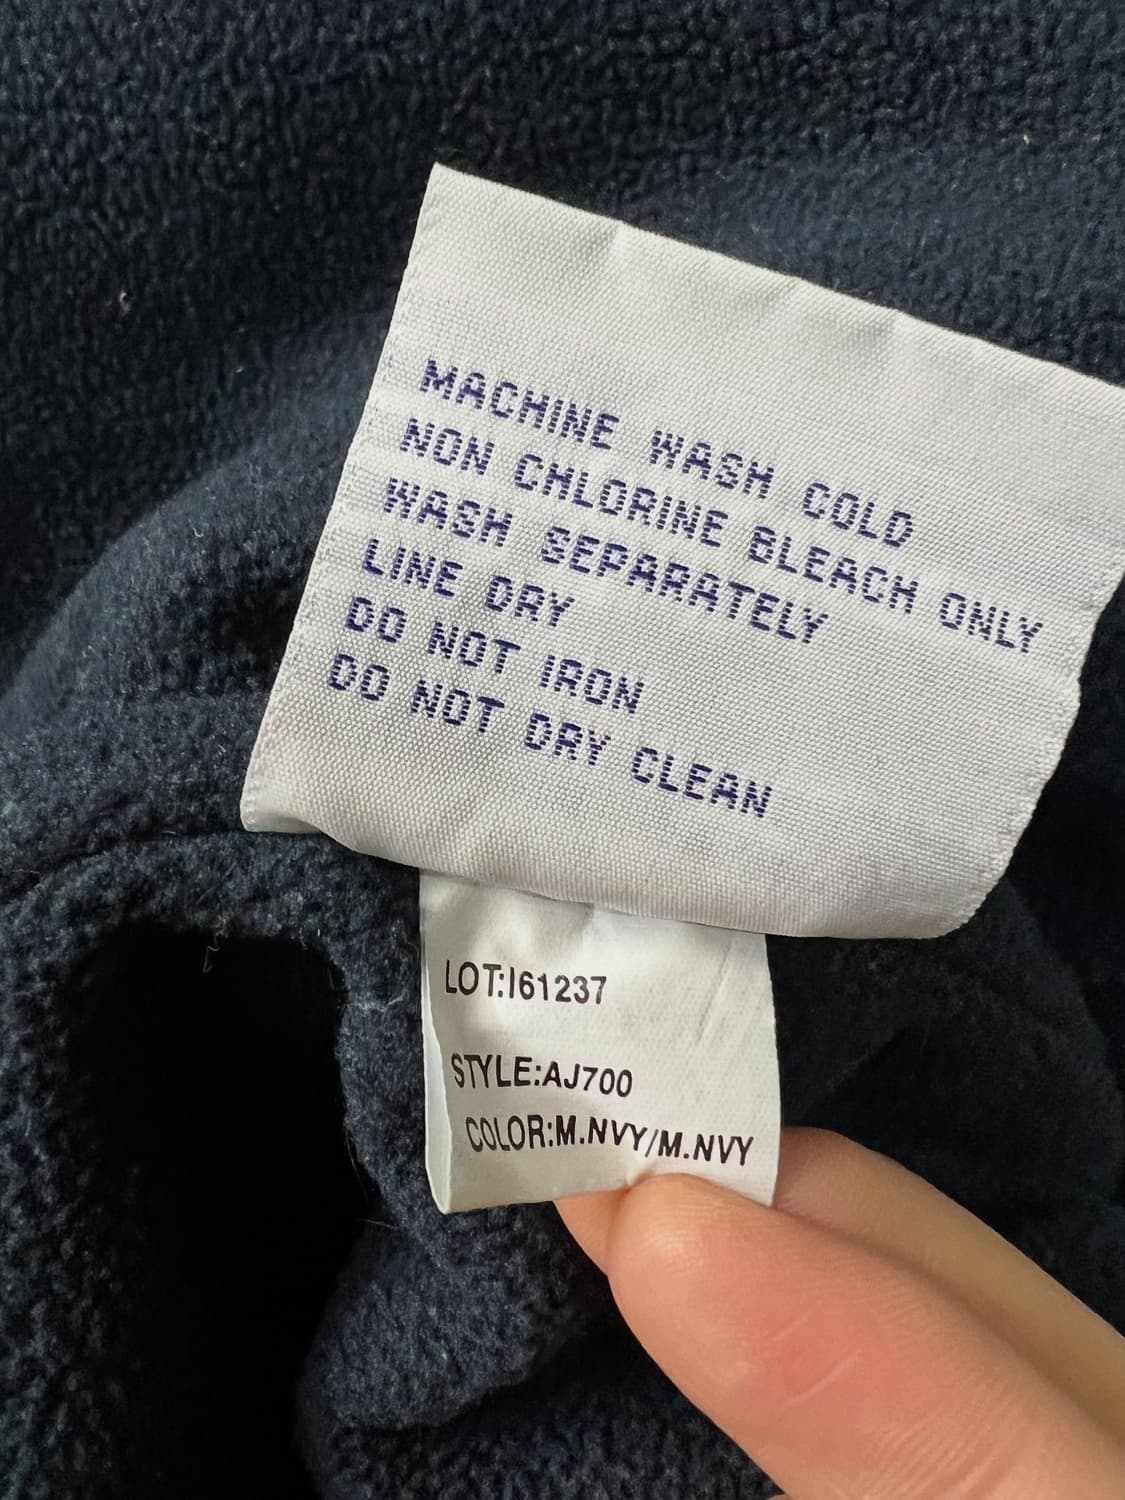 MACHINE WASH COLD
NON CHLORINE BLEACH ONLY
WASH SEPARATELY
LINE DRY
DO NOT IRON
DO NOT DRY CLEAN
LOT:I61237
STYLE:AJ700
COLOR:M.NVY/M.NVY